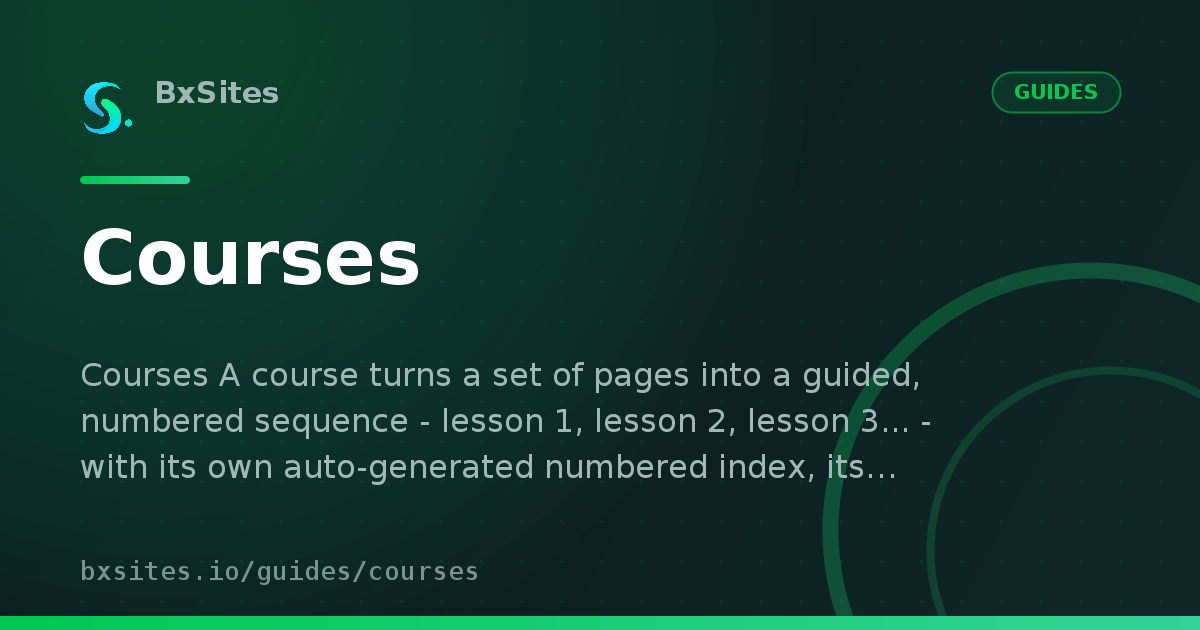 BxSites
GUIDES
Courses
Courses A course turns a set of pages into a guided,
numbered sequence - lesson 1, lesson 2, lesson 3... -
with its own auto-generated numbered index, its...
bxsites.io/guides/courses